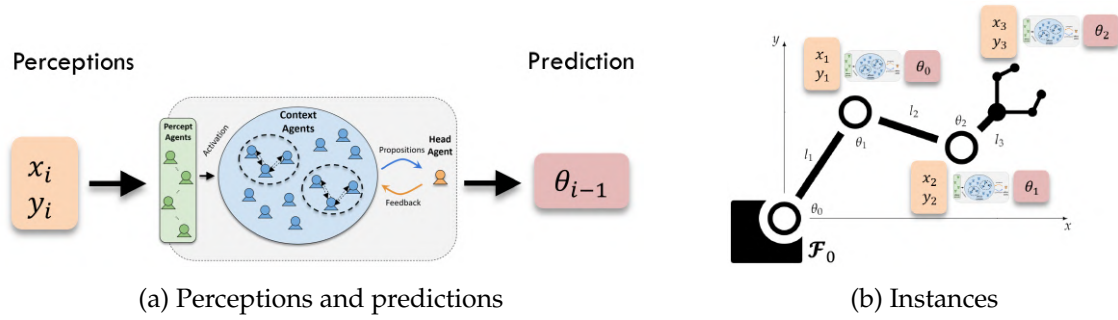 Perceptions
x_i
y_i
Percept
Agents
Activation
Context
Agents
Propositions
Feedback
Head
Agent
Prediction
θ_{i−1}
(a) Perceptions and predictions
y
x
x_1
y_1
θ_0
x_3
y_3
θ_2
x_2
y_2
θ_1
l_1
l_2
l_3
θ_0
θ_1
θ_2
ℱ_0
(b) Instances